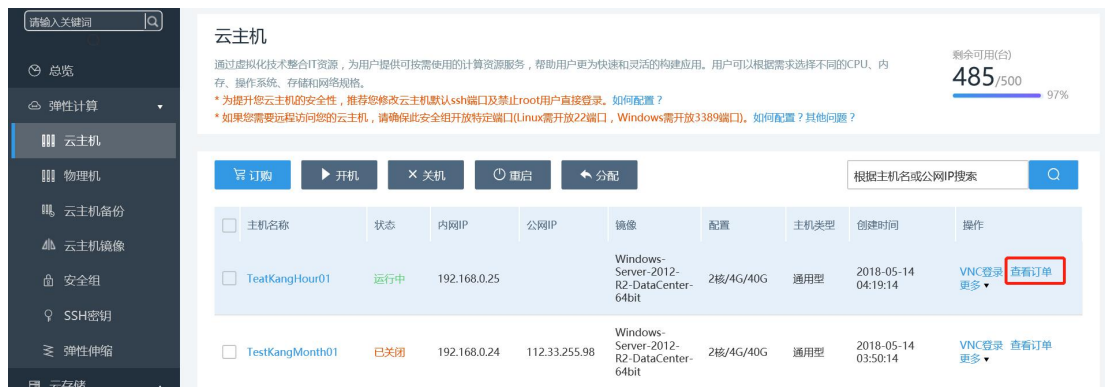 请输入关键词
总览
弹性计算
云主机
物理机
云主机备份
云主机镜像
安全组
SSH密钥
弹性伸缩
云存储
云主机
通过虚拟化技术整合IT资源，为用户提供可按需使用的计算资源服务，帮助用户更为快速和灵活的构建应用。用户可以根据需求选择不同的CPU、内
存、操作系统、存储和网络规格。
* 为提升您云主机的安全性，推荐您修改云主机默认ssh端口及禁止root用户直接登录。如何配置？
* 如果您需要远程访问您的云主机，请确保此安全组开放特定端口(Linux需开放22端口，Windows需开放3389端口)。如何配置？其他问题？
剩余可用(台)
485/500
97%
订购 开机 关机 重启 分配 根据主机名或公网IP搜索
主机名称 状态 内网IP 公网IP 镜像 配置 主机类型 创建时间 操作
TeatKangHour01 运行中 192.168.0.25 Windows-Server-2012-R2-DataCenter-64bit 2核/4G/40G 通用型 2018-05-14 04:19:14 VNC登录 查看订单 更多
TestKangMonth01 已关闭 192.168.0.24 112.33.255.98 Windows-Server-2012-R2-DataCenter-64bit 2核/4G/40G 通用型 2018-05-14 03:50:14 VNC登录 查看订单 更多